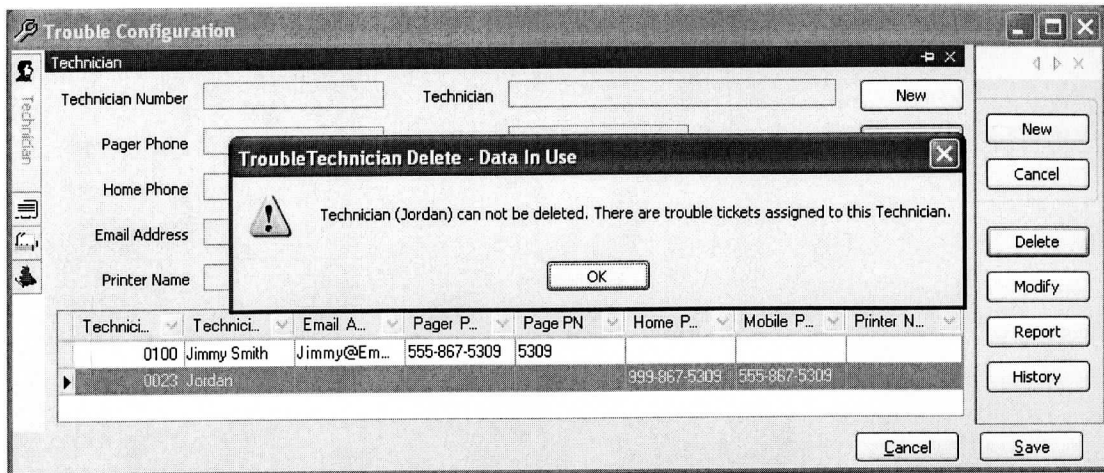 Trouble Configuration
Technician
Technician
Technician Number
Technician
New
Pager Phone
Home Phone
Email Address
Printer Name
TroubleTechnician Delete - Data In Use
Technician (Jordan) can not be deleted. There are trouble tickets assigned to this Technician.
OK
New
Cancel
Delete
Modify
Report
History
Technici... Technici... Email A... Pager P... Page PN Home P... Mobile P... Printer N...
0100 Jimmy Smith Jimmy@Em... 555-867-5309 5309
0023 Jordan 999-867-5309 555-867-5309
Cancel
Save